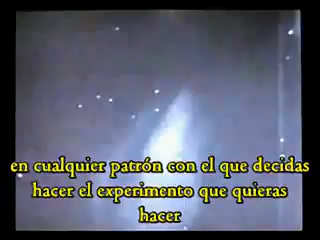 en cualquier patrón con el que decidas
hacer el experimento que quieras
hacer